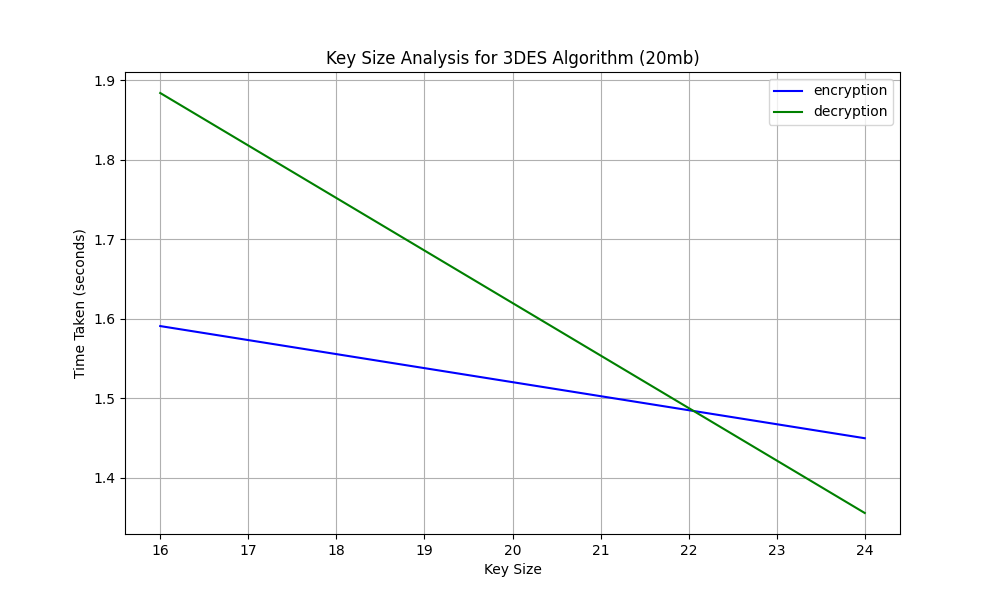 Key Size Analysis for 3DES Algorithm (20mb)
encryption
decryption
Time Taken (seconds)
1.9
1.8
1.7
1.6
1.5
1.4
16 17 18 19 20 21 22 23 24
Key Size